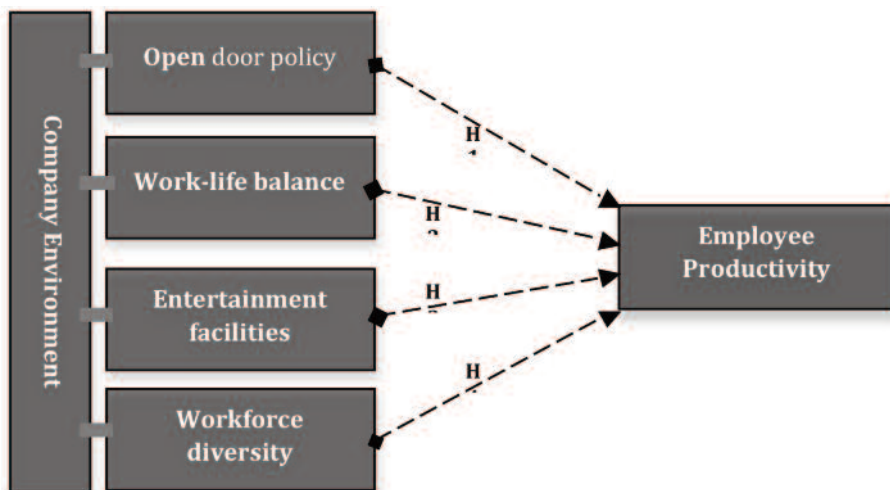 Company Environment
Open door policy
H
Work-life balance
H
Employee
Productivity
Entertainment
facilities
H
Workforce
diversity
H